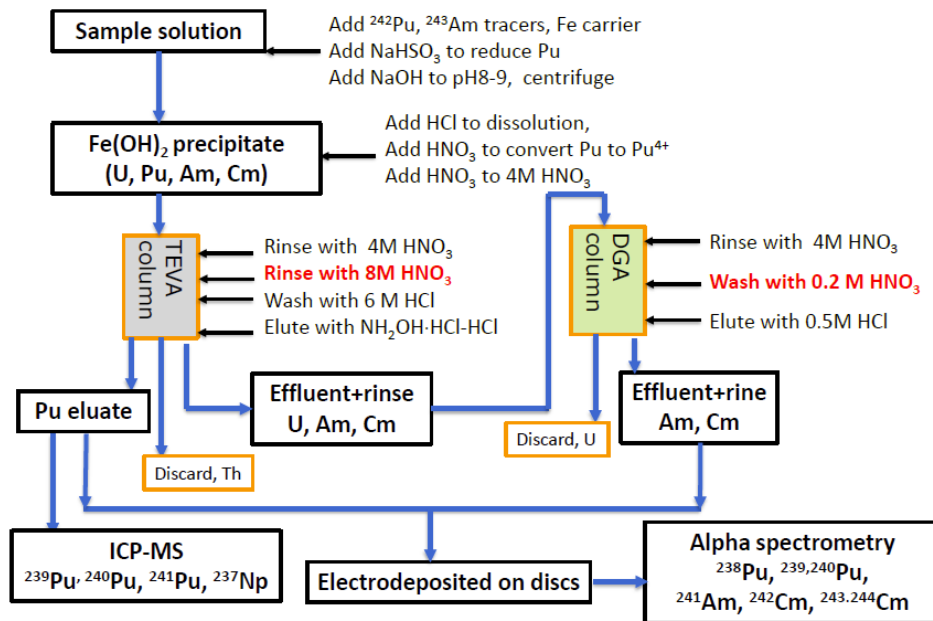 Sample solution
Add ²⁴²Pu, ²⁴³Am tracers, Fe carrier
Add NaHSO₃ to reduce Pu
Add NaOH to pH8-9, centrifuge
Fe(OH)₂ precipitate
(U, Pu, Am, Cm)
Add HCl to dissolution,
Add HNO₃ to convert Pu to Pu⁴⁺
Add HNO₃ to 4M HNO₃
TEVA
column
Rinse with 4M HNO₃
Rinse with 8M HNO₃
Wash with 6 M HCl
Elute with NH₂OH·HCl-HCl
DGA
column
Rinse with 4M HNO₃
Wash with 0.2 M HNO₃
Elute with 0.5M HCl
Pu eluate
Effluent+rinse
U, Am, Cm
Effluent+rine
Am, Cm
Discard, Th
Discard, U
ICP-MS
²³⁹Pu, ²⁴⁰Pu, ²⁴¹Pu, ²³⁷Np
Electrodeposited on discs
Alpha spectrometry
²³⁸Pu, ²³⁹,²⁴⁰Pu,
²⁴¹Am, ²⁴²Cm, ²⁴³.²⁴⁴Cm